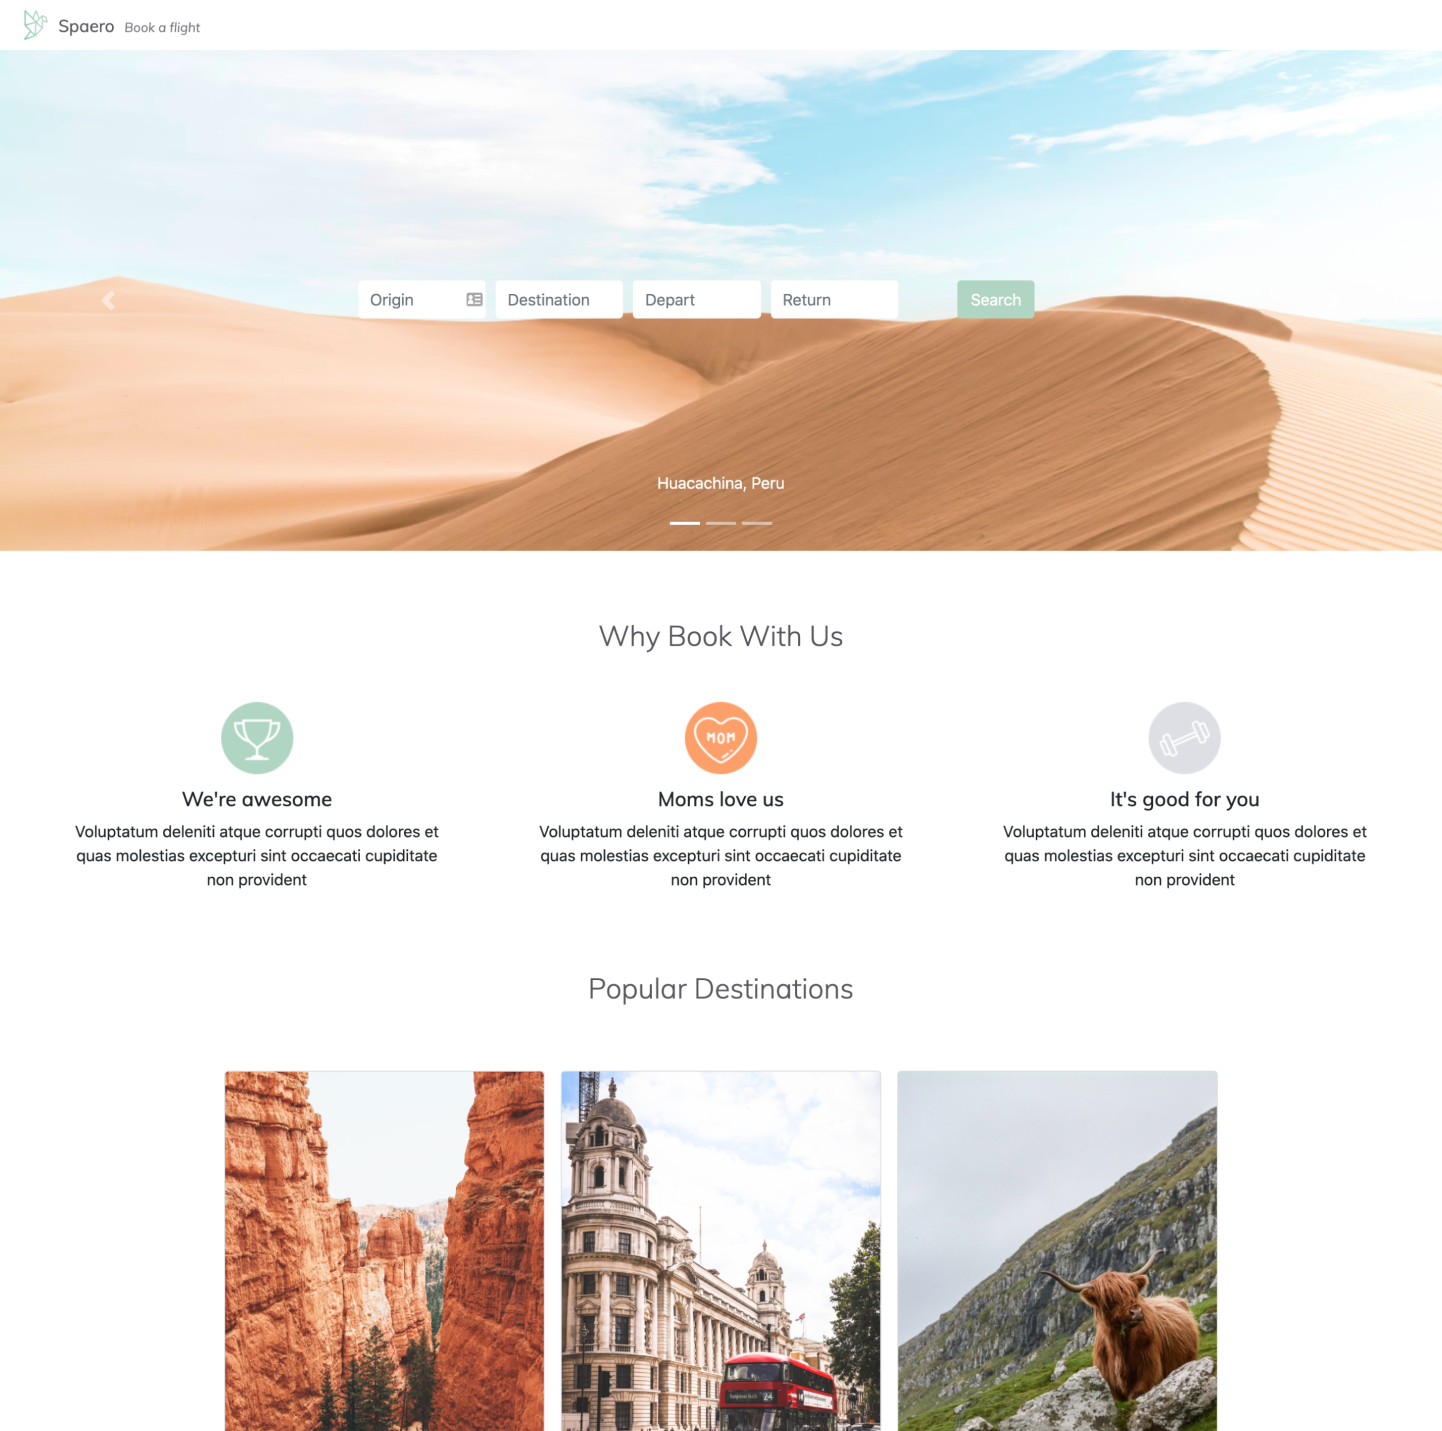 Spaero Book a flight
Origin Destination Depart Return Search
Huacachina, Peru
Why Book With Us
MOM
We're awesome
Voluptatum deleniti atque corrupti quos dolores et
quas molestias excepturi sint occaecati cupiditate
non provident
Moms love us
Voluptatum deleniti atque corrupti quos dolores et
quas molestias excepturi sint occaecati cupiditate
non provident
It's good for you
Voluptatum deleniti atque corrupti quos dolores et
quas molestias excepturi sint occaecati cupiditate
non provident
Popular Destinations
24